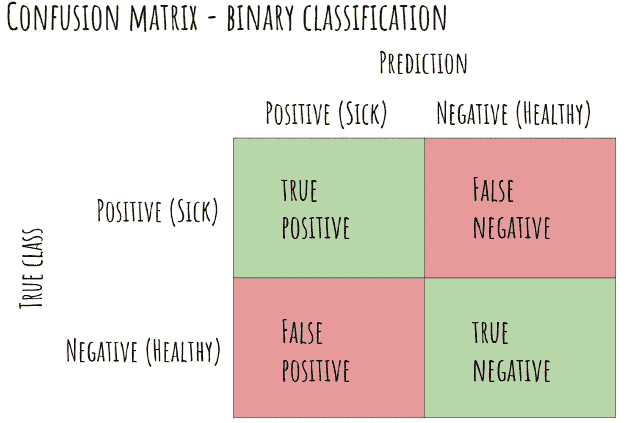 Confusion matrix - binary classification
Prediction
Positive (Sick) Negative (Healthy)
True class
Positive (Sick)
True
positive
False
negative
Negative (Healthy)
False
positive
True
negative